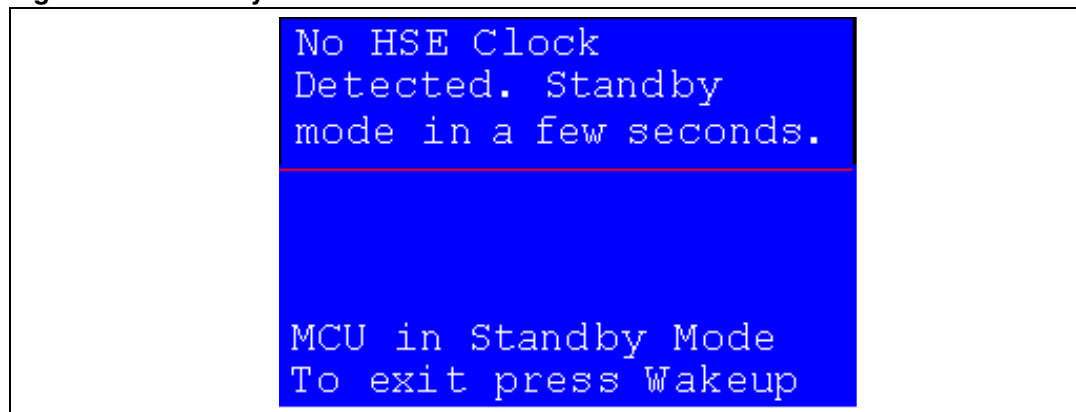 No HSE Clock
Detected. Standby
mode in a few seconds.
MCU in Standby Mode
To exit press Wakeup